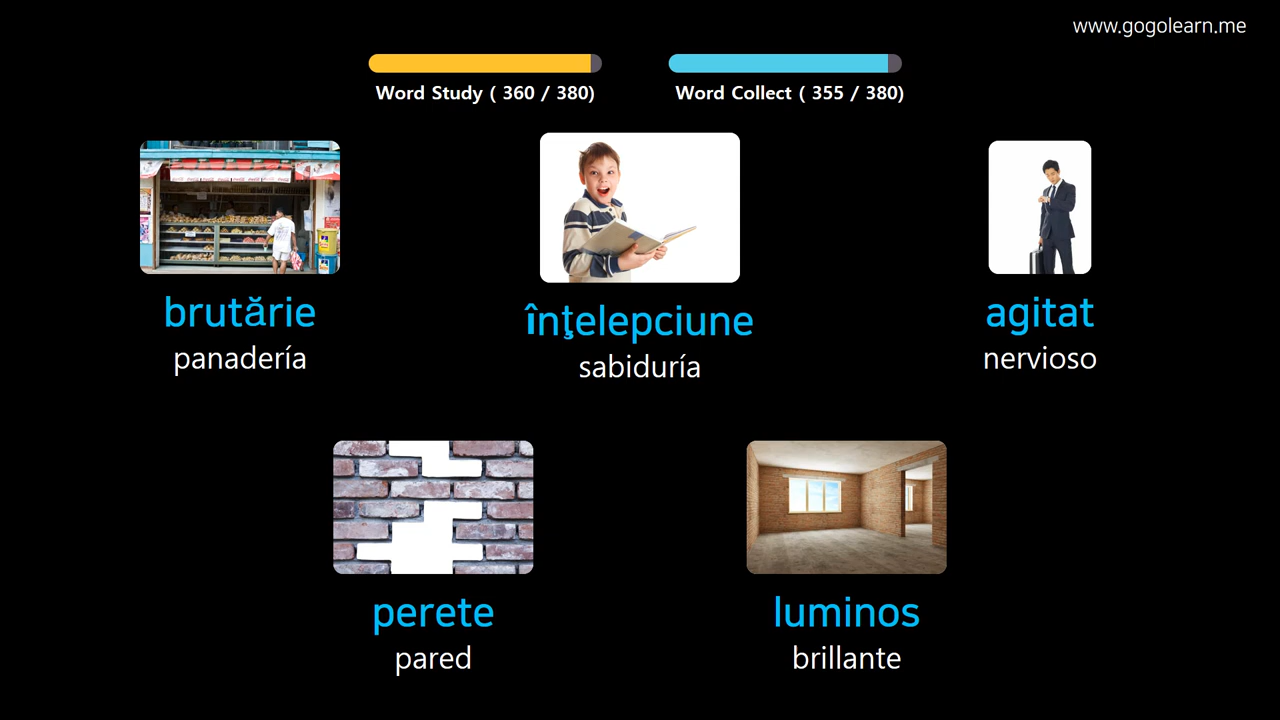 www.gogolearn.me
Word Study ( 360 / 380)
Word Collect ( 355 / 380)
brutărie
panadería
înţelepciune
sabiduría
agitat
nervioso
perete
pared
luminos
brillante